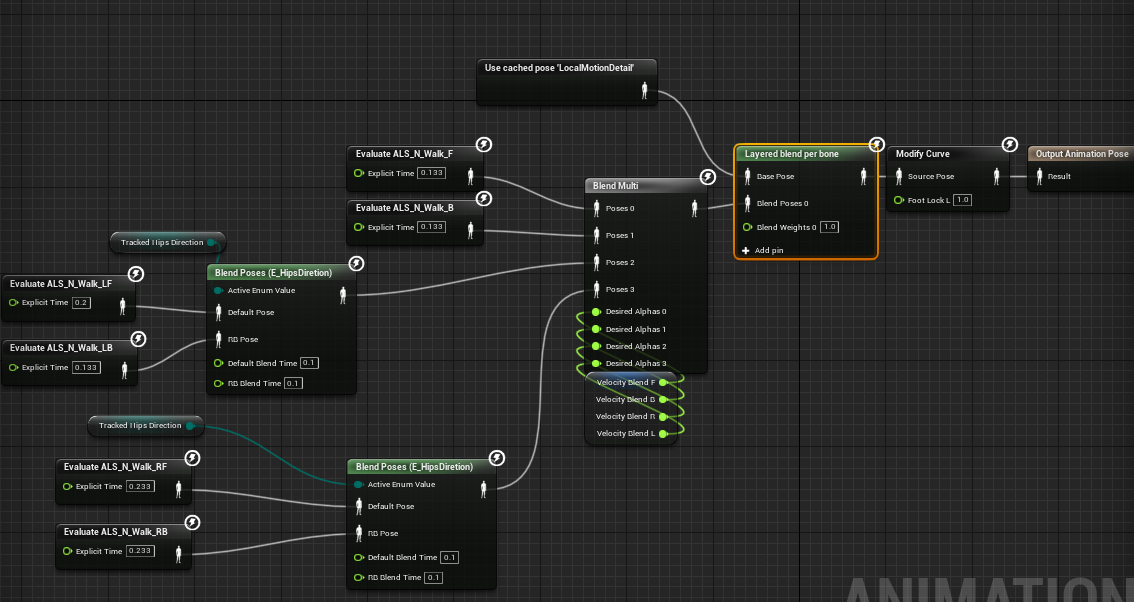 Use cached pose 'LocalMotionDetail'
Evaluate ALS_N_Walk_F
Explicit Time 0.133
Evaluate ALS_N_Walk_B
Explicit Time 0.133
Layered blend per bone
Base Pose
Blend Poses 0
Blend Weights 0 1.0
Add pin
Modify Curve
Source Pose
Foot Lock L 1.0
Output Animation Pose
Result
Blend Multi
Poses 0
Poses 1
Poses 2
Poses 3
Desired Alphas 0
Desired Alphas 1
Desired Alphas 2
Desired Alphas 3
Velocity Blend F
Velocity Blend B
Velocity Blend R
Velocity Blend L
Tracked Hips Direction
Evaluate ALS_N_Walk_LF
Explicit Time 0.2
Evaluate ALS_N_Walk_LB
Explicit Time 0.133
Blend Poses (E_HipsDiretion)
Active Enum Value
Default Pose
RB Pose
Default Blend Time 0.1
RB Blend Time 0.1
Tracked Hips Direction
Evaluate ALS_N_Walk_RF
Explicit Time 0.233
Evaluate ALS_N_Walk_RB
Explicit Time 0.233
Blend Poses (E_HipsDiretion)
Active Enum Value
Default Pose
RB Pose
Default Blend Time 0.1
RB Blend Time 0.1
ANIMATION